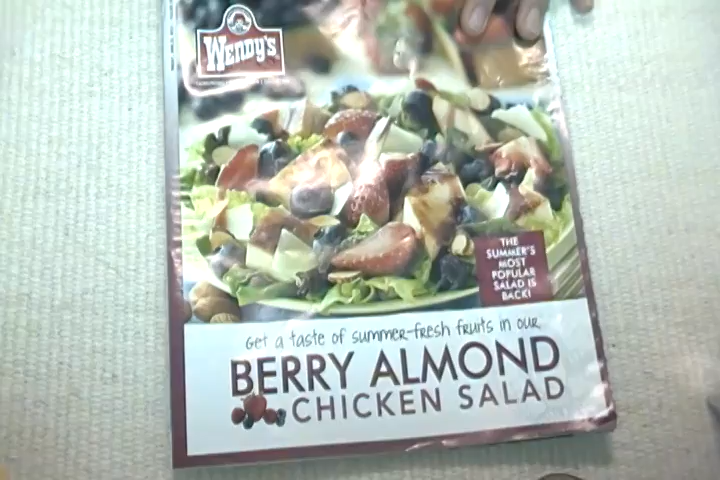 WENDY'S
THE
SUMMER'S
MOST
POPULAR
SALAD IS
BACK!
Get a taste of summer-fresh fruits in our
BERRY ALMOND
CHICKEN SALAD